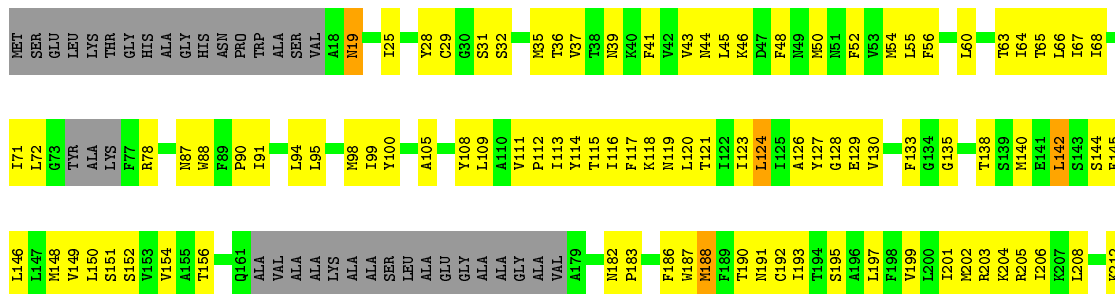 MET SER GLU LEU LYS THR GLY HIS ALA GLY HIS ASN PRO TRP ALA SER VAL A18 N19 I25 Y28 C29 G30 S31 S32 M35 T36 V37 T38 N39 K40 F41 V42 V43 N44 L45 K46 D47 F48 N49 M50 N51 F52 V53 M54 L55 F56 L60 T63 I64 T65 L66 I67 I68
I71 L72 G73 TYR ALA LYS F77 R78 N87 W88 F89 P90 I91 L94 L95 M98 I99 Y100 A105 Y108 L109 A110 V111 P112 I113 Y114 T115 I116 F117 K118 N119 L120 T121 I122 I123 L124 I125 A126 Y127 G128 E129 V130 F133 G134 G135 T138 S139 M140 E141 L142 S143 S144
L146 L147 M148 V149 L150 S151 S152 V153 V154 A155 T156 Q161 ALA VAL ALA ALA LYS ALA ALA SER LEU ALA GLU GLY ALA ALA GLY ALA VAL A179 N182 P183 F186 W187 M188 F189 T190 N191 C192 I193 T194 S195 A196 L197 F198 V199 L200 I201 M202 R203 K204 R205 I206 K207 L208